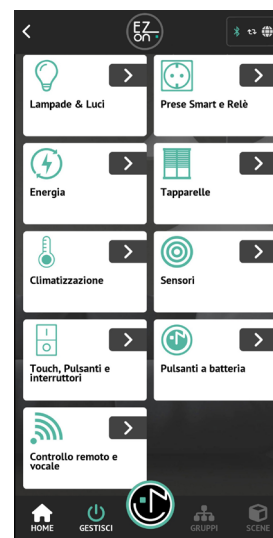 EZ
on
Lampade & Luci
Prese Smart e Relè
Energia
Tapparelle
Climatizzazione
Sensori
Touch, Pulsanti e
interruttori
Pulsanti a batteria
Controllo remoto e
vocale
HOME
GESTISCI
GRUPPI
SCENE